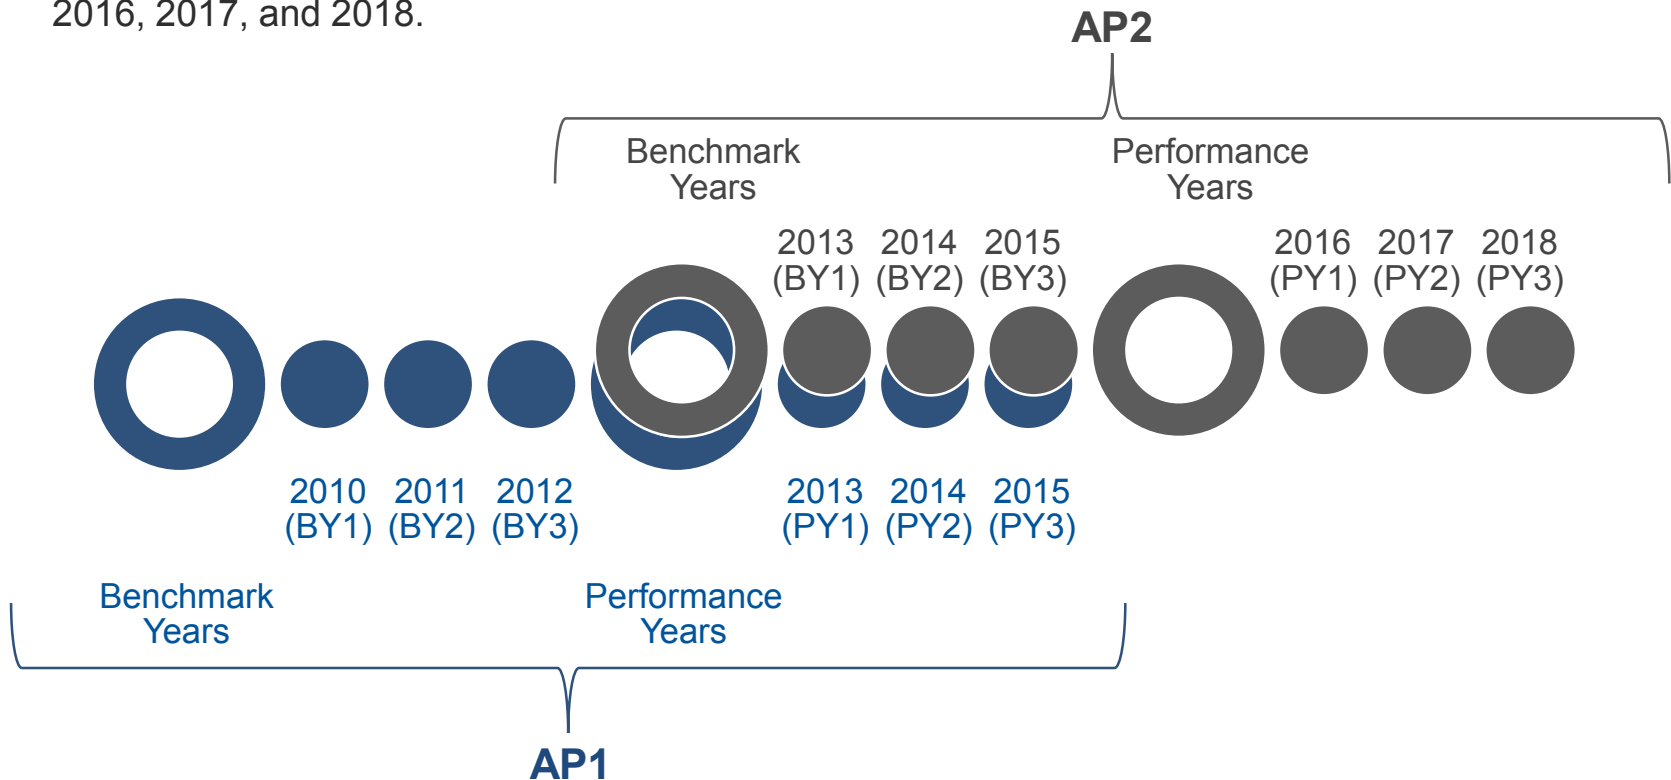 2016, 2017, and 2018.
AP2
Benchmark
Years
Performance
Years
2013 2014 2015
(BY1) (BY2) (BY3)
2016 2017 2018
(PY1) (PY2) (PY3)
2010 2011 2012
(BY1) (BY2) (BY3)
2013 2014 2015
(PY1) (PY2) (PY3)
Benchmark
Years
Performance
Years
AP1